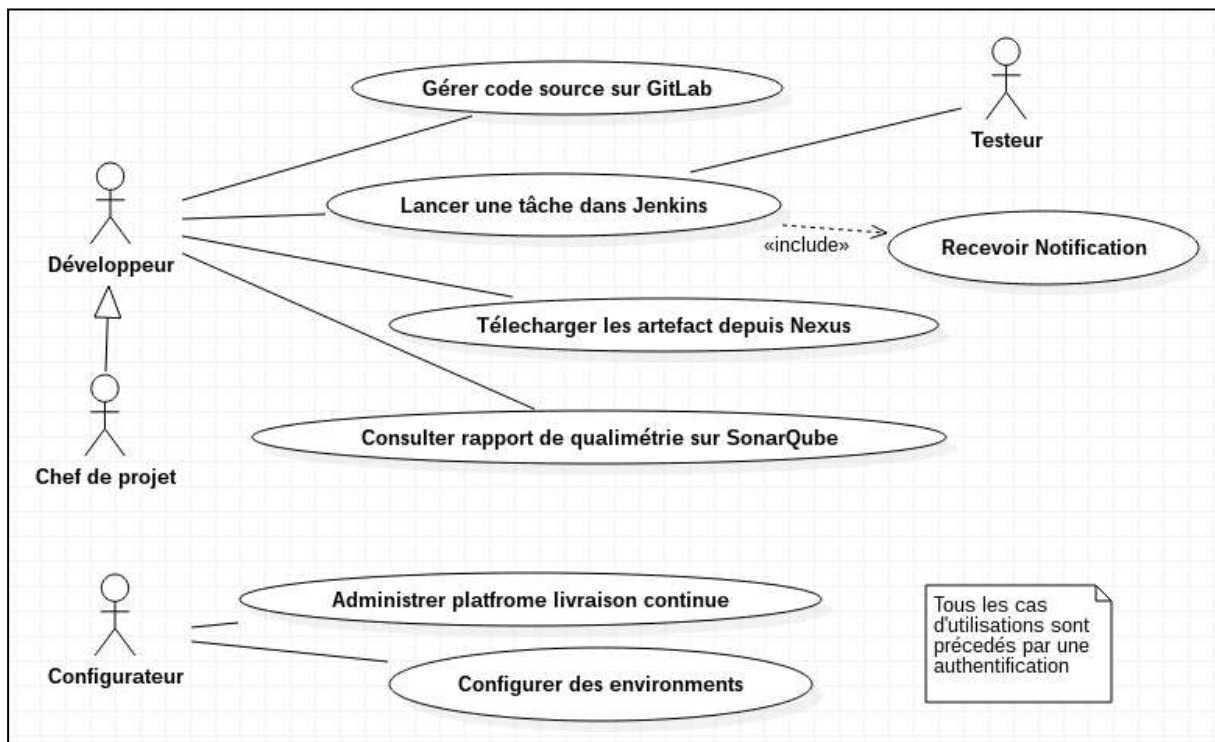 Gérer code source sur GitLab
Testeur
Lancer une tâche dans Jenkins
«include»
Recevoir Notification
Développeur
Télecharger les artefact depuis Nexus
Consulter rapport de qualimétrie sur SonarQube
Chef de projet
Administrer platfrome livraison continue
Configurateur
Configurer des environments
Tous les cas
d'utilisations sont
précedés par une
authentification